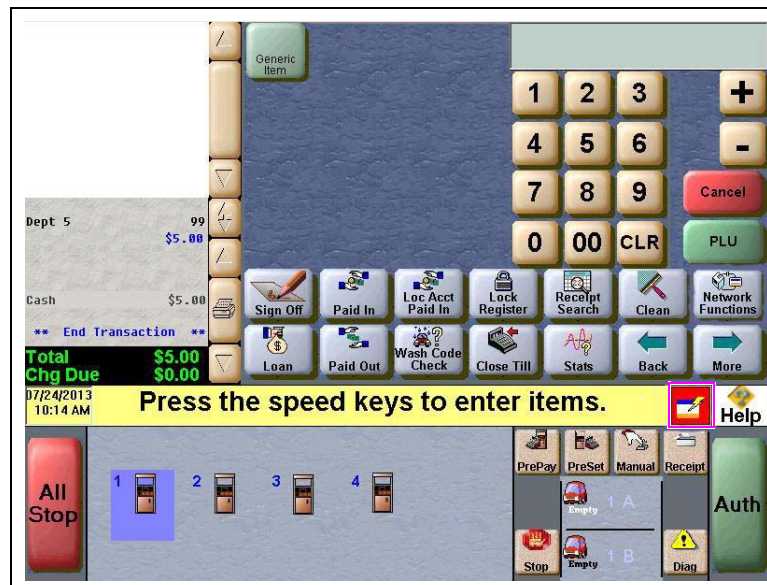 Generic
Item
1 2 3 +
4 5 6 -
7 8 9 Cancel
0 00 CLR PLU
Dept 5 99
$5.00
Cash $5.00
** End Transaction **
Total $5.00
Chg Due $0.00
Sign Off Paid In Loc Acct Paid In Lock Register Receipt Search Clean Network Functions
Loan Paid Out Wash Code Check Close Till Stats Back More
07/24/2013
10:14 AM
Press the speed keys to enter items.
Help
All
Stop
1 2 3 4
PrePay PreSet Manual Receipt
Empty 1 A
Auth
Stop Empty 1 B Diag